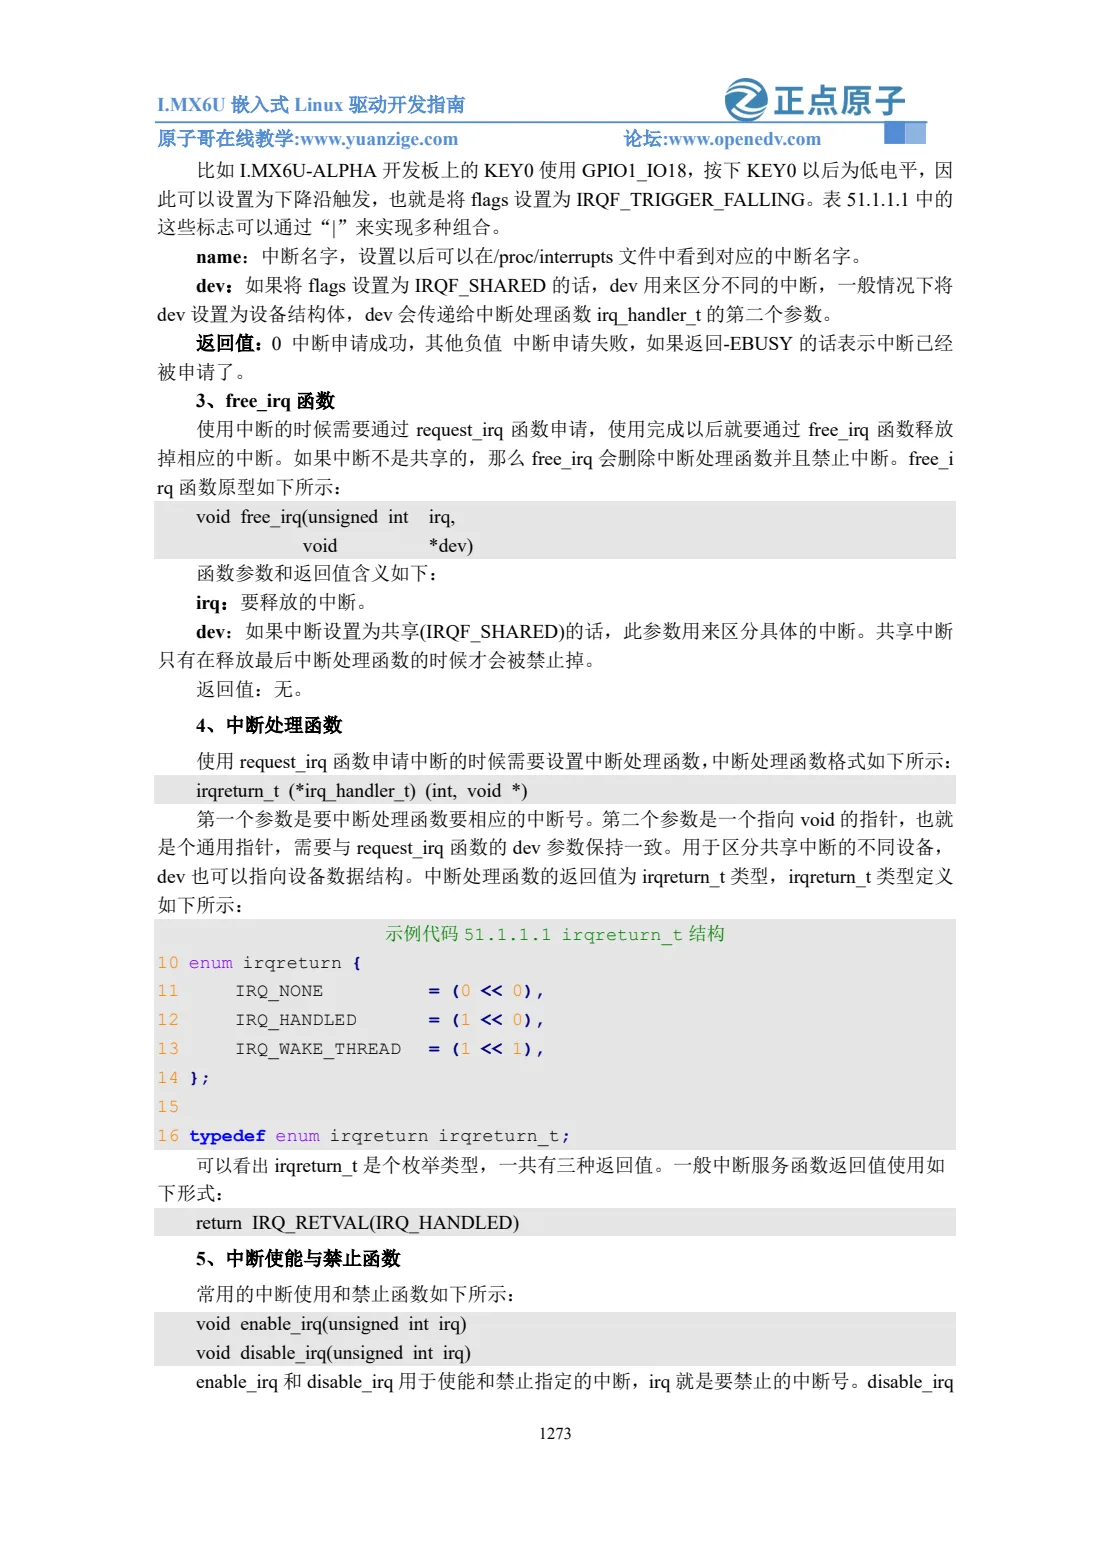 I.MX6U 嵌入式 Linux 驱动开发指南
正点原子
原子哥在线教学:www.yuanzige.com 论坛:www.openedv.com
比如 I.MX6U-ALPHA 开发板上的 KEY0 使用 GPIO1_IO18，按下 KEY0 以后为低电平，因
此可以设置为下降沿触发，也就是将 flags 设置为 IRQF_TRIGGER_FALLING。表 51.1.1.1 中的
这些标志可以通过“|”来实现多种组合。
name：中断名字，设置以后可以在/proc/interrupts 文件中看到对应的中断名字。
dev：如果将 flags 设置为 IRQF_SHARED 的话，dev 用来区分不同的中断，一般情况下将
dev 设置为设备结构体，dev 会传递给中断处理函数 irq_handler_t 的第二个参数。
返回值：0 中断申请成功，其他负值 中断申请失败，如果返回-EBUSY 的话表示中断已经
被申请了。
3、free_irq 函数
使用中断的时候需要通过 request_irq 函数申请，使用完成以后就要通过 free_irq 函数释放
掉相应的中断。如果中断不是共享的，那么 free_irq 会删除中断处理函数并且禁止中断。free_i
rq 函数原型如下所示：
void free_irq(unsigned int irq,
void *dev)
函数参数和返回值含义如下：
irq：要释放的中断。
dev：如果中断设置为共享(IRQF_SHARED)的话，此参数用来区分具体的中断。共享中断
只有在释放最后中断处理函数的时候才会被禁止掉。
返回值：无。
4、中断处理函数
使用 request_irq 函数申请中断的时候需要设置中断处理函数，中断处理函数格式如下所示：
irqreturn_t (*irq_handler_t) (int, void *)
第一个参数是要中断处理函数要相应的中断号。第二个参数是一个指向 void 的指针，也就
是个通用指针，需要与 request_irq 函数的 dev 参数保持一致。用于区分共享中断的不同设备，
dev 也可以指向设备数据结构。中断处理函数的返回值为 irqreturn_t 类型，irqreturn_t 类型定义
如下所示：
示例代码 51.1.1.1 irqreturn_t 结构
10 enum irqreturn {
11 IRQ_NONE = (0 << 0),
12 IRQ_HANDLED = (1 << 0),
13 IRQ_WAKE_THREAD = (1 << 1),
14 };
15
16 typedef enum irqreturn irqreturn_t;
可以看出 irqreturn_t 是个枚举类型，一共有三种返回值。一般中断服务函数返回值使用如
下形式：
return IRQ_RETVAL(IRQ_HANDLED)
5、中断使能与禁止函数
常用的中断使用和禁止函数如下所示：
void enable_irq(unsigned int irq)
void disable_irq(unsigned int irq)
enable_irq 和 disable_irq 用于使能和禁止指定的中断，irq 就是要禁止的中断号。disable_irq
1273